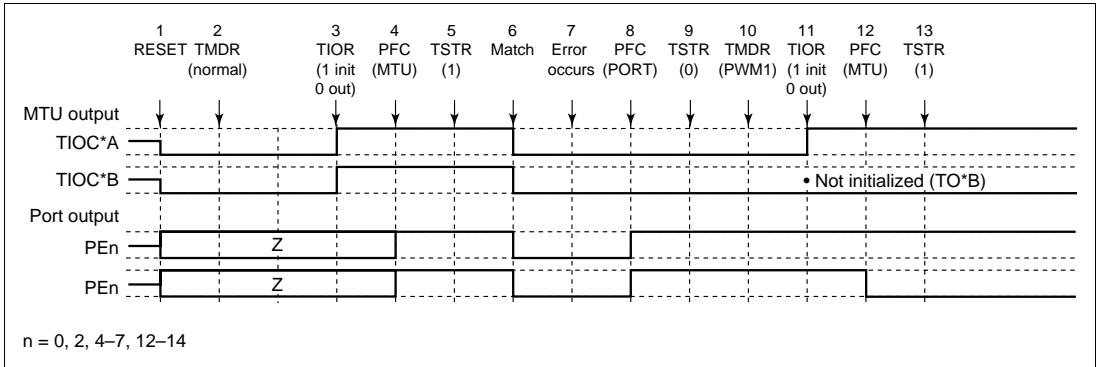 1 2 3 4 5 6 7 8 9 10 11 12 13
RESET TMDR TIOR PFC TSTR Match Error PFC TSTR TMDR TIOR PFC TSTR
(normal) (1 init (MTU) (1) occurs (PORT) (0) (PWM1) (1 init (MTU) (1)
0 out) 0 out)
MTU output
TIOC*A
TIOC*B • Not initialized (TO*B)
Port output
PEn Z
PEn Z
n = 0, 2, 4–7, 12–14